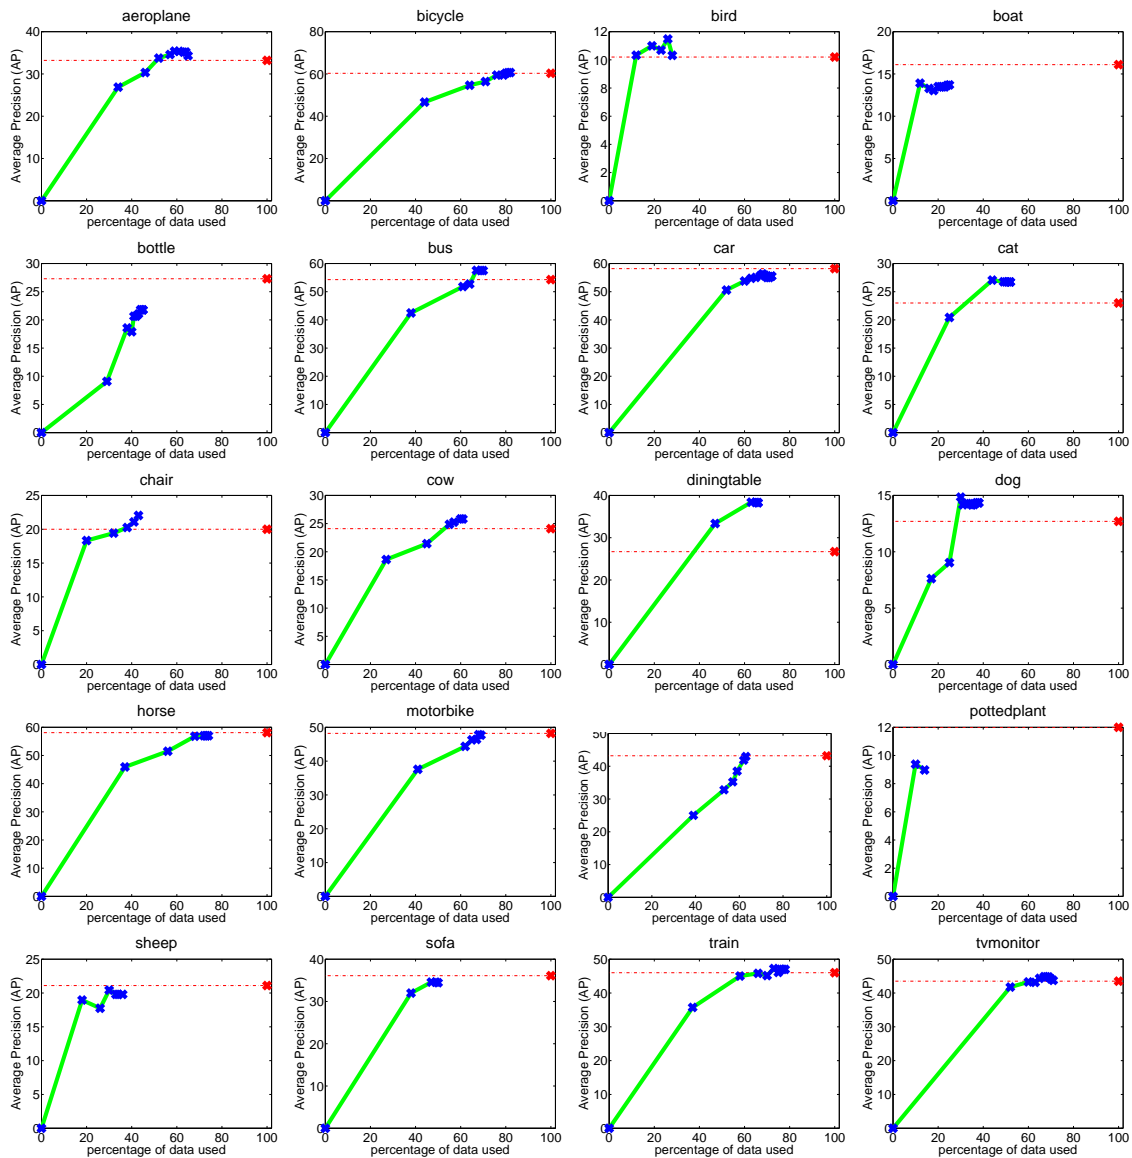 aeroplane
bicycle
bird
boat
Average Precision (AP)
40
30
20
10
0
0 20 40 60 80 100
percentage of data used
Average Precision (AP)
80
60
40
20
0
0 20 40 60 80 100
percentage of data used
Average Precision (AP)
12
10
8
6
4
2
0
0 20 40 60 80 100
percentage of data used
Average Precision (AP)
20
15
10
5
0
0 20 40 60 80 100
percentage of data used
bottle
bus
car
cat
Average Precision (AP)
30
25
20
15
10
5
0
0 20 40 60 80 100
percentage of data used
Average Precision (AP)
60
50
40
30
20
10
0
0 20 40 60 80 100
percentage of data used
Average Precision (AP)
60
50
40
30
20
10
0
0 20 40 60 80 100
percentage of data used
Average Precision (AP)
30
25
20
15
10
5
0
0 20 40 60 80 100
percentage of data used
chair
cow
diningtable
dog
Average Precision (AP)
25
20
15
10
5
0
0 20 40 60 80 100
percentage of data used
Average Precision (AP)
30
25
20
15
10
5
0
0 20 40 60 80 100
percentage of data used
Average Precision (AP)
40
30
20
10
0
0 20 40 60 80 100
percentage of data used
Average Precision (AP)
15
10
5
0
0 20 40 60 80 100
percentage of data used
horse
motorbike
pottedplant
Average Precision (AP)
60
50
40
30
20
10
0
0 20 40 60 80 100
percentage of data used
Average Precision (AP)
50
40
30
20
10
0
0 20 40 60 80 100
percentage of data used
Average Precision (AP)
50
40
30
20
10
0
0 20 40 60 80 100
percentage of data used
Average Precision (AP)
12
10
8
6
4
2
0
0 20 40 60 80 100
percentage of data used
sheep
sofa
train
tvmonitor
Average Precision (AP)
25
20
15
10
5
0
0 20 40 60 80 100
percentage of data used
Average Precision (AP)
40
30
20
10
0
0 20 40 60 80 100
percentage of data used
Average Precision (AP)
50
40
30
20
10
0
0 20 40 60 80 100
percentage of data used
Average Precision (AP)
50
40
30
20
10
0
0 20 40 60 80 100
percentage of data used